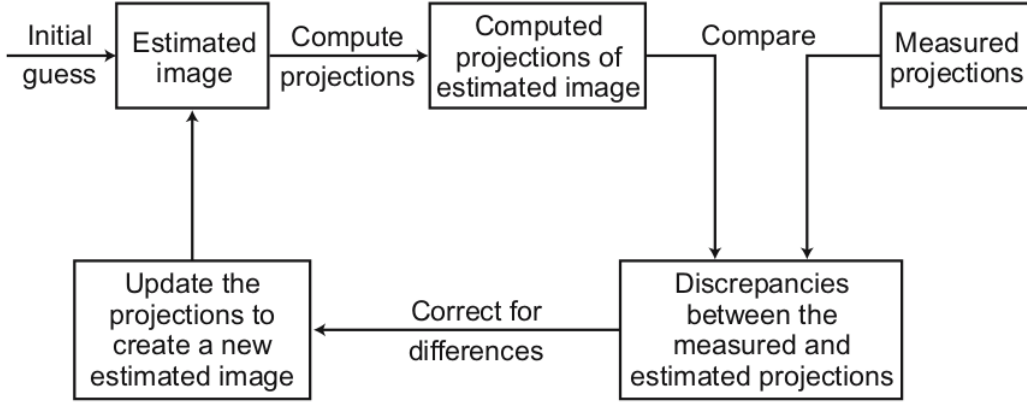 Initial
guess
Estimated
image
Compute
projections
Computed
projections of
estimated image
Compare
Measured
projections
Update the
projections to
create a new
estimated image
Correct for
differences
Discrepancies
between the
measured and
estimated projections